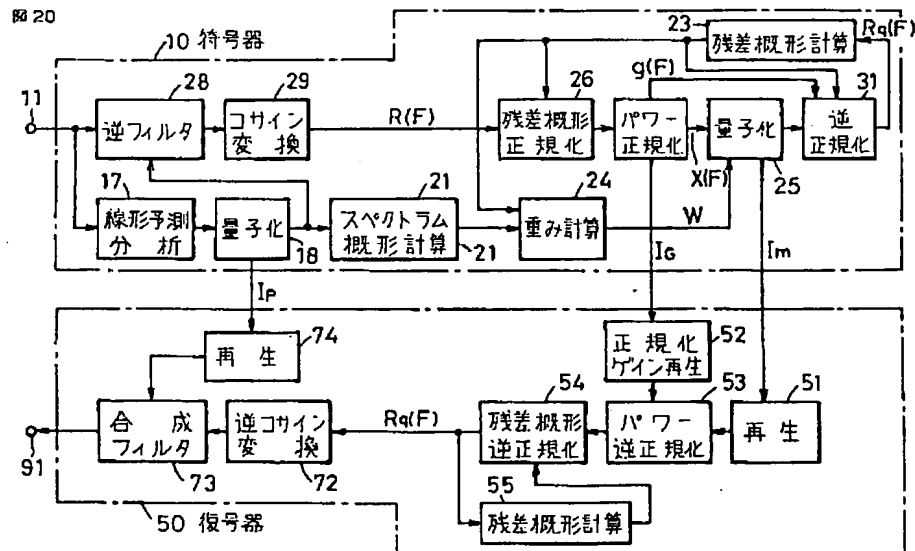 図20
10 符号器
23
Rq(F)
残差概形計算
28
29
26
g(F)
31
11
逆フィルタ
コサイン
変換
R(F)
残差概形
正規化
パワー
正規化
量子化
逆
正規化
X(F)
25
17
21
24
線形予測
分析
量子化
スペクトラム
概形計算
重み計算
W
18
21
IP
IG
Im
74
再生
正規化
ゲイン再生
52
54
53
51
合成
フィルタ
逆コサイン
変換
Rq(F)
残差概形
逆正規化
パワー
逆正規化
再生
91
73
72
55
50 復号器
残差概形計算